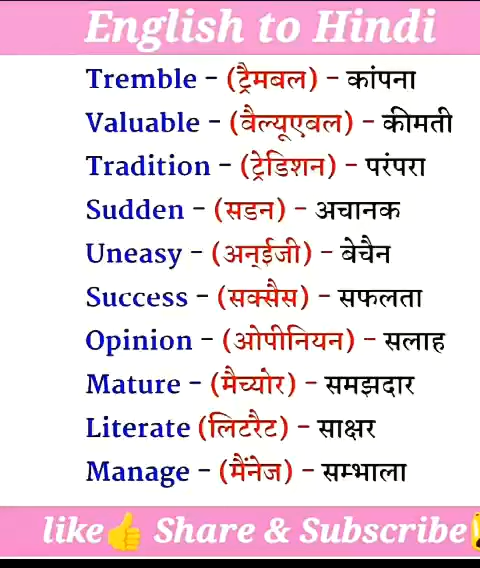 English to Hindi
Tremble - (ट्रैमबल) - कांपना
Valuable - (वैल्यूएबल) - कीमती
Tradition - (ट्रेडिशन) - परंपरा
Sudden - (सडन) - अचानक
Uneasy - (अन्ईजी) - बेचैन
Success - (सक्सैस) - सफलता
Opinion - (ओपीनियन) - सलाह
Mature - (मैच्योर) - समझदार
Literate (लिटरैट) - साक्षर
Manage - (मैंनेज) - सम्भाला
like👍 Share & Subscribe